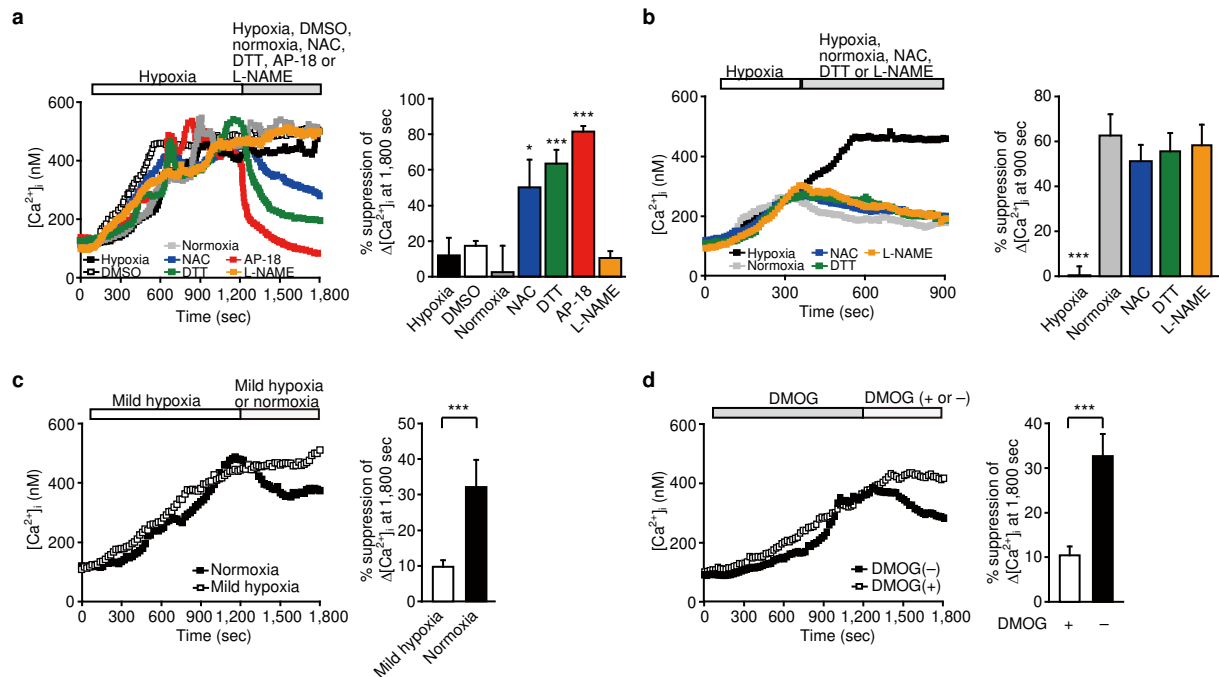 a
Hypoxia, DMSO,
normoxia, NAC,
DTT, AP-18 or
L-NAME
Hypoxia
600
400
200
0
[Ca²⁺]ᵢ (nM)
Normoxia
Hypoxia
NAC
AP-18
DMSO
DTT
L-NAME
0 300 600 900 1,200 1,500 1,800
Time (sec)
% suppression of
Δ[Ca²⁺]ᵢ at 1,800 sec
100
80
60
40
20
0
*
***
***
Hypoxia
DMSO
Normoxia
NAC
DTT
AP-18
L-NAME
b
Hypoxia,
normoxia, NAC,
DTT or L-NAME
Hypoxia
600
400
200
0
[Ca²⁺]ᵢ (nM)
Hypoxia
NAC
L-NAME
Normoxia
DTT
0 300 600 900
Time (sec)
% suppression of
Δ[Ca²⁺]ᵢ at 900 sec
80
60
40
20
0
***
Hypoxia
Normoxia
NAC
DTT
L-NAME
c
Mild hypoxia
or normoxia
Mild hypoxia
600
400
200
0
[Ca²⁺]ᵢ (nM)
Normoxia
Mild hypoxia
0 300 600 900 1,200 1,500 1,800
Time (sec)
% suppression of
Δ[Ca²⁺]ᵢ at 1,800 sec
50
40
30
20
10
0
***
Mild hypoxia
Normoxia
d
DMOG
DMOG (+ or –)
600
400
200
0
[Ca²⁺]ᵢ (nM)
DMOG(–)
DMOG(+)
0 300 600 900 1,200 1,500 1,800
Time (sec)
% suppression of
Δ[Ca²⁺]ᵢ at 1,800 sec
50
40
30
20
10
0
***
DMOG + –